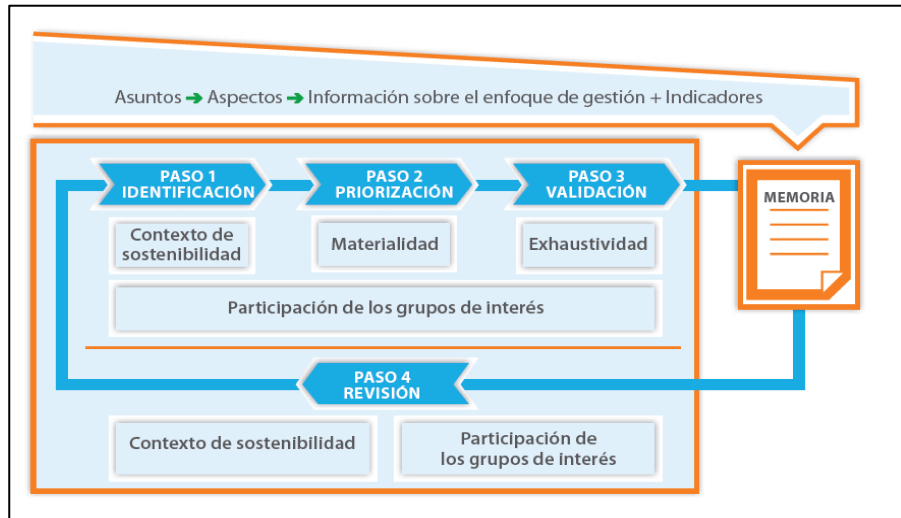 Asuntos ➔ Aspectos ➔ Información sobre el enfoque de gestión + Indicadores
PASO 1
IDENTIFICACIÓN
PASO 2
PRIORIZACIÓN
PASO 3
VALIDACIÓN
MEMORIA
Contexto de
sostenibilidad
Materialidad
Exhaustividad
Participación de los grupos de interés
PASO 4
REVISIÓN
Contexto de sostenibilidad
Participación de
los grupos de interés